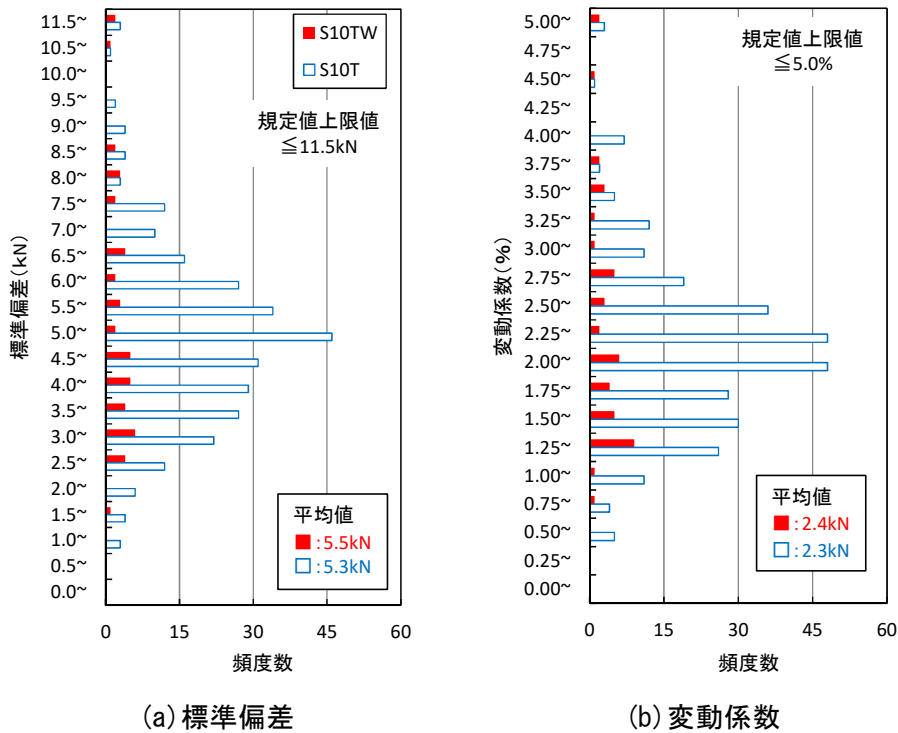 11.5~
10.5~
10.0~
9.5~
9.0~
8.5~
8.0~
7.5~
7.0~
6.5~
6.0~
5.5~
5.0~
4.5~
4.0~
3.5~
3.0~
2.5~
2.0~
1.5~
1.0~
0.5~
0.0~
標準偏差(kN)
S10TW
S10T
規定値上限値
≦11.5kN
平均値
:5.5kN
:5.3kN
0 15 30 45 60
頻度数
(a)標準偏差
5.00~
4.75~
4.50~
4.25~
4.00~
3.75~
3.50~
3.25~
3.00~
2.75~
2.50~
2.25~
2.00~
1.75~
1.50~
1.25~
1.00~
0.75~
0.50~
0.25~
0.00~
変動係数(%)
規定値上限値
≦5.0%
平均値
:2.4kN
:2.3kN
0 15 30 45 60
頻度数
(b)変動係数